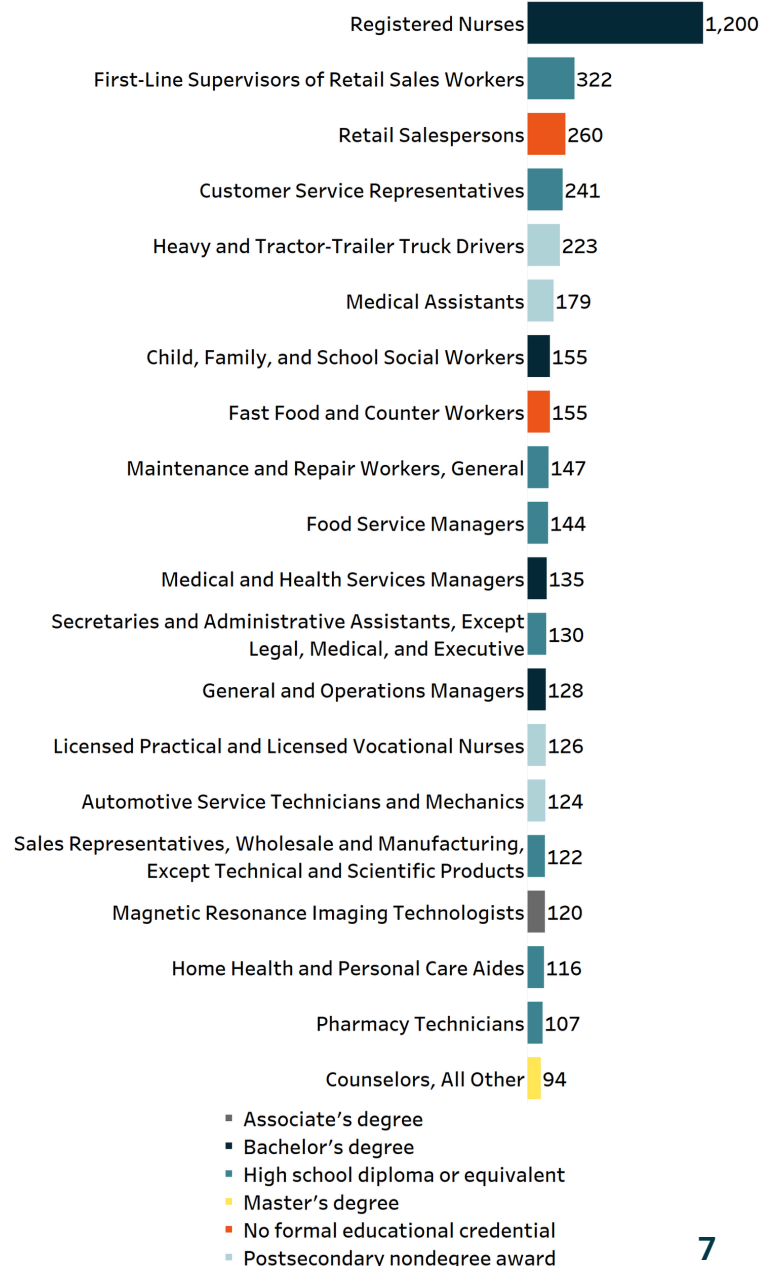 Registered Nurses 1,200
First-Line Supervisors of Retail Sales Workers 322
Retail Salespersons 260
Customer Service Representatives 241
Heavy and Tractor-Trailer Truck Drivers 223
Medical Assistants 179
Child, Family, and School Social Workers 155
Fast Food and Counter Workers 155
Maintenance and Repair Workers, General 147
Food Service Managers 144
Medical and Health Services Managers 135
Secretaries and Administrative Assistants, Except
Legal, Medical, and Executive 130
General and Operations Managers 128
Licensed Practical and Licensed Vocational Nurses 126
Automotive Service Technicians and Mechanics 124
Sales Representatives, Wholesale and Manufacturing,
Except Technical and Scientific Products 122
Magnetic Resonance Imaging Technologists 120
Home Health and Personal Care Aides 116
Pharmacy Technicians 107
Counselors, All Other 94
Associate's degree
Bachelor's degree
High school diploma or equivalent
Master's degree
No formal educational credential
Postsecondary nondegree award
7